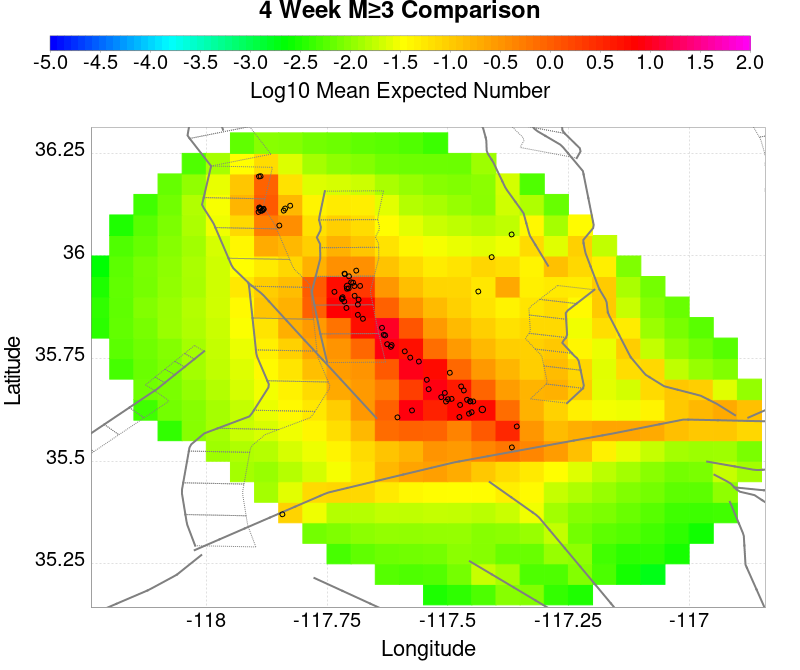 4 Week M≥3 Comparison
-5.0 -4.5 -4.0 -3.5 -3.0 -2.5 -2.0 -1.5 -1.0 -0.5 0.0 0.5 1.0 1.5 2.0
Log10 Mean Expected Number
36.25
36
35.75
35.5
35.25
Latitude
-118 -117.75 -117.5 -117.25 -117
Longitude